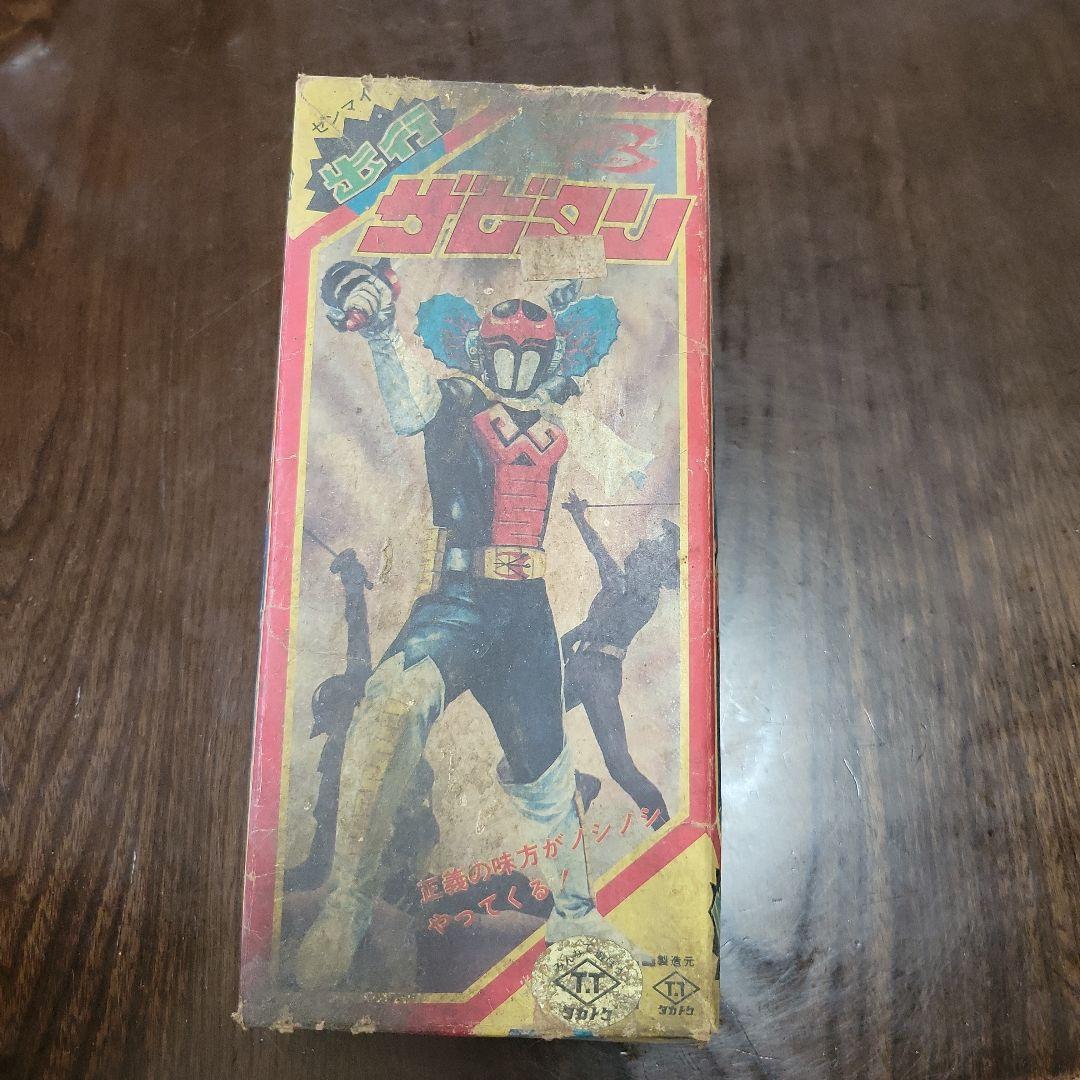 ゼンマイ
歩行
3
ザビタン
正義の味方がノシノシ
やってくる！
T.T
タカトク
製造元
T.T
タカトク